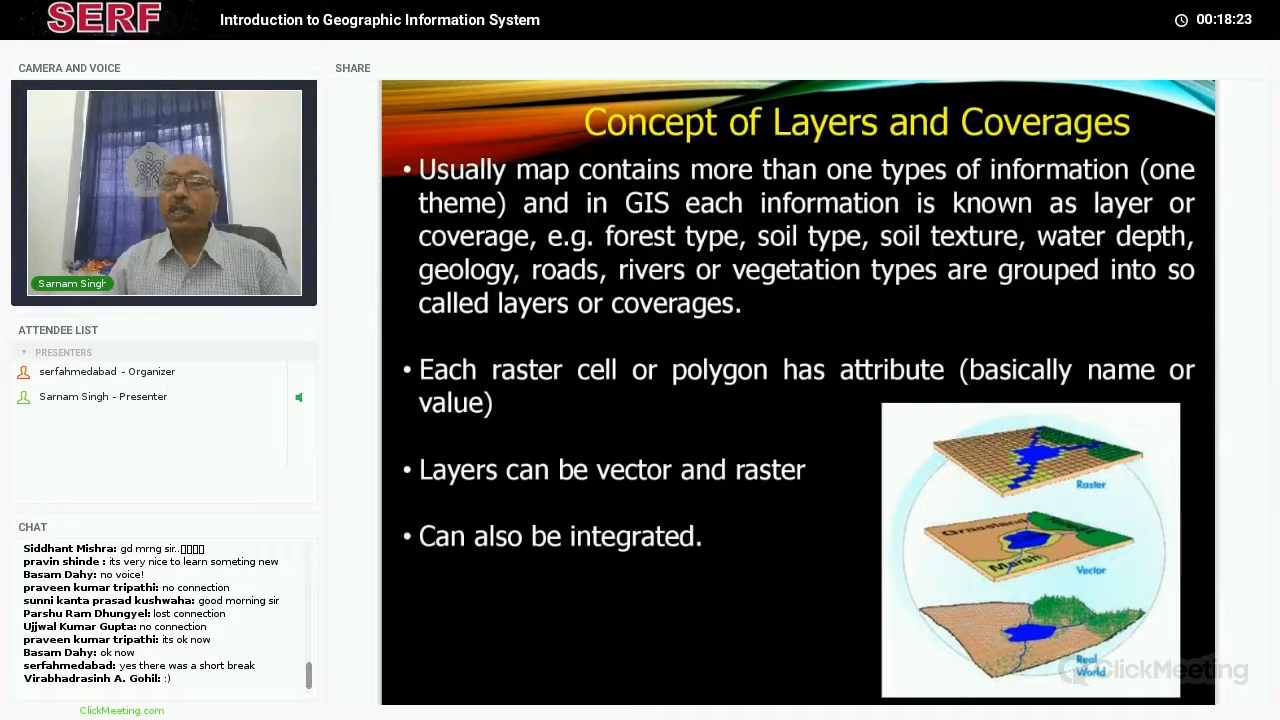 SERF
Introduction to Geographic Information System
00:18:23
CAMERA AND VOICE
Sarnam Singh
ATTENDEE LIST
PRESENTERS
serfahmedabad - Organizer
Sarnam Singh - Presenter
CHAT
Siddhant Mishra: gd mrng sir..
pravin shinde : its very nice to learn someting new
Basam Dahy: no voice!
praveen kumar tripathi: no connection
sunni kanta prasad kushwaha: good morning sir
Parshu Ram Dhungyel: lost connection
Ujjwal Kumar Gupta: no connection
praveen kumar tripathi: its ok now
Basam Dahy: ok now
serfahmedabad: yes there was a short break
Virabhadrasinh A. Gohil: :)
ClickMeeting.com
SHARE
Concept of Layers and Coverages
• Usually map contains more than one types of information (one
theme) and in GIS each information is known as layer or
coverage, e.g. forest type, soil type, soil texture, water depth,
geology, roads, rivers or vegetation types are grouped into so
called layers or coverages.
• Each raster cell or polygon has attribute (basically name or
value)
• Layers can be vector and raster
• Can also be integrated.
Raster
Grassland
Marsh
Vector
Real
World
ClickMeeting